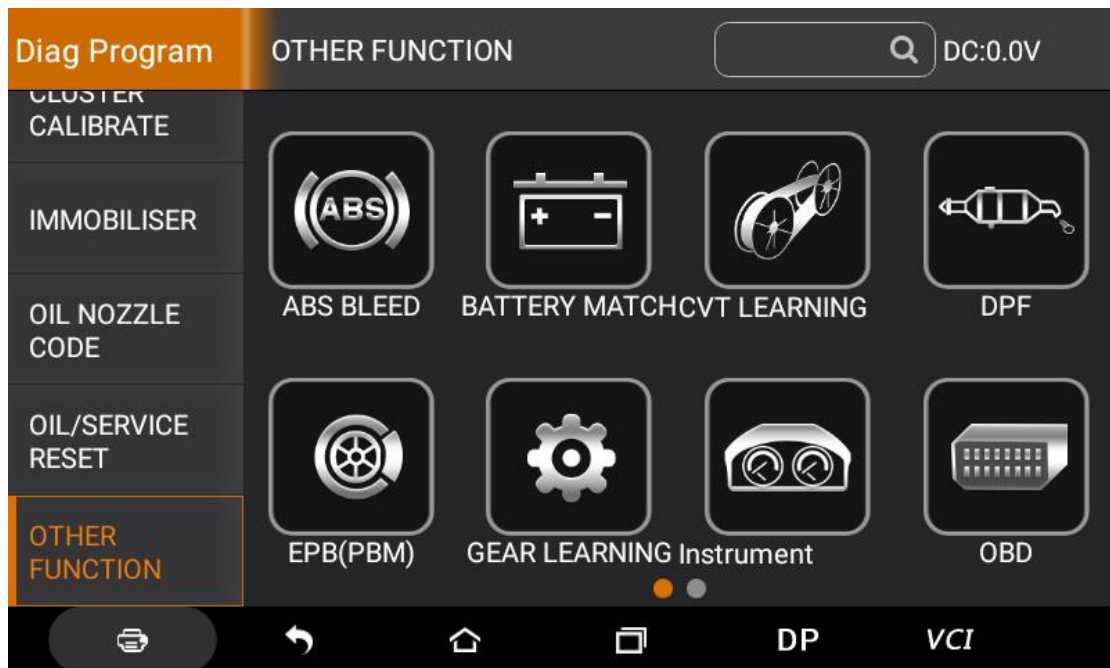 Diag Program
OTHER FUNCTION
DC:0.0V
CLUSTER
CALIBRATE
IMMOBILISER
OIL NOZZLE
CODE
OIL/SERVICE
RESET
OTHER
FUNCTION
ABS
ABS BLEED
BATTERY MATCH
CVT LEARNING
DPF
EPB(PBM)
GEAR LEARNING
Instrument
OBD
DP
VCI